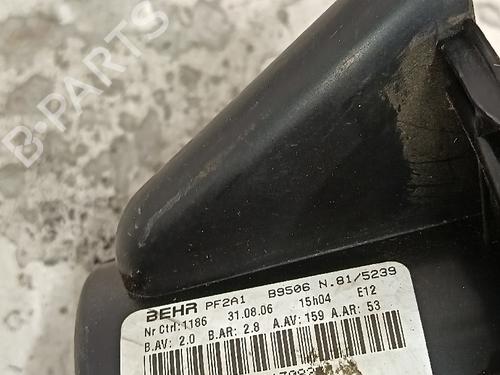 B-PARTS
BEHR PF2A1 B9506 N.81/5239
Nr Ctrl:1186 31.08.06 15h04 E12
B.AV: 2.0 B.AR: 2.8 A.AV: 159 A.AR: 53